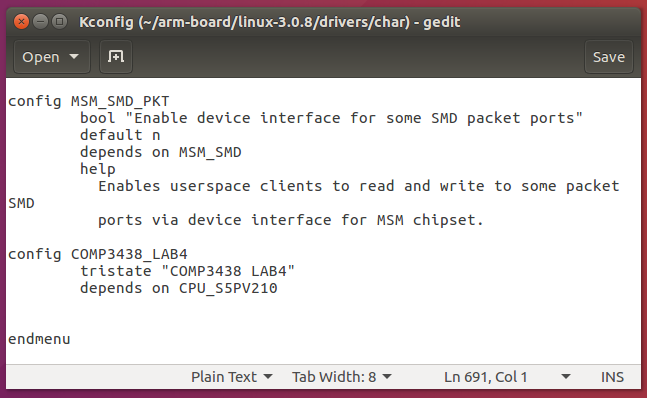 Kconfig (~/arm-board/linux-3.0.8/drivers/char) - gedit
Open Save
config MSM_SMD_PKT
bool "Enable device interface for some SMD packet ports"
default n
depends on MSM_SMD
help
Enables userspace clients to read and write to some packet
SMD
ports via device interface for MSM chipset.
config COMP3438_LAB4
tristate "COMP3438 LAB4"
depends on CPU_S5PV210
endmenu
Plain Text Tab Width: 8 Ln 691, Col 1 INS